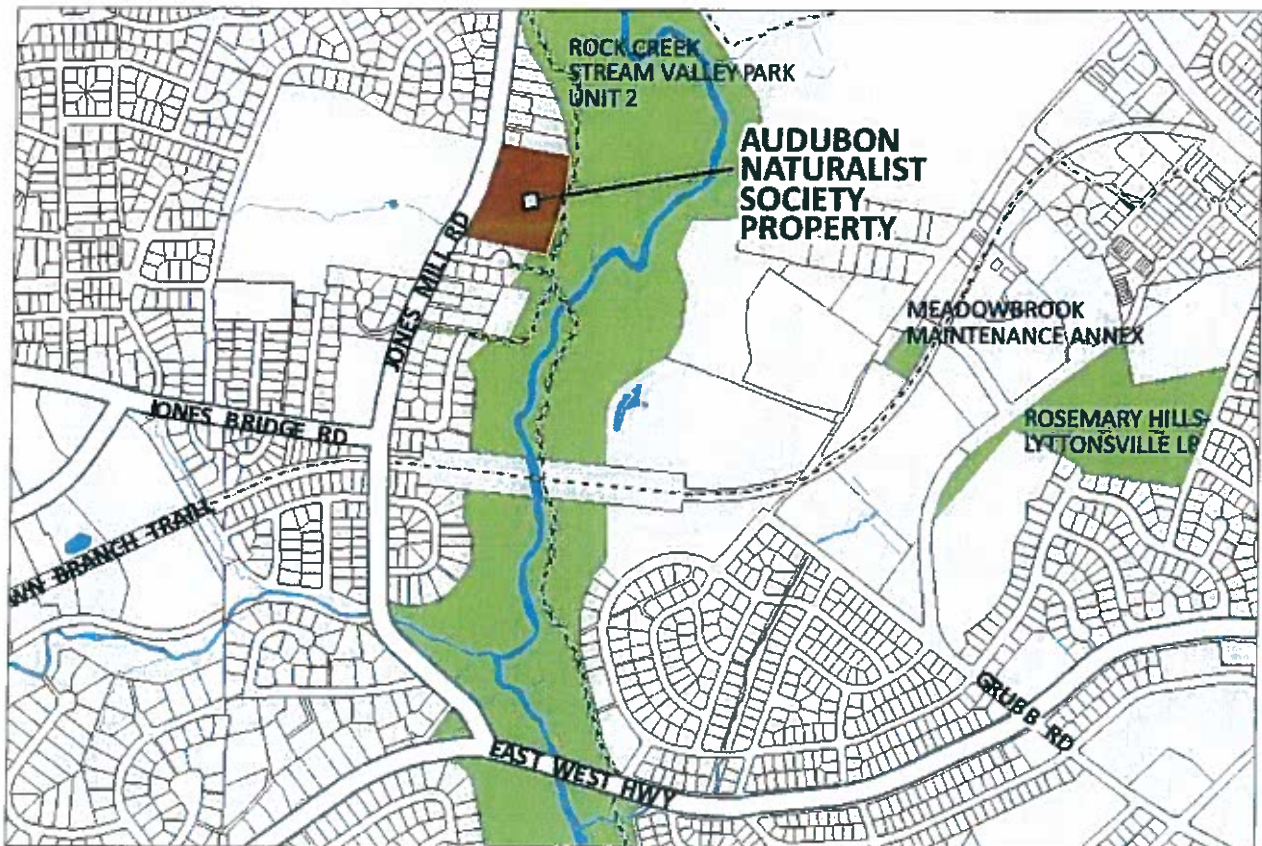 ROCK CREEK
STREAM VALLEY PARK
UNIT 2
AUDUBON
NATURALIST
SOCIETY
PROPERTY
JONES MILL RD
MEADOWBROOK
MAINTENANCE ANNEX
ROSEMARY HILLS-
LYTTONSVILLE LP
JONES BRIDGE RD
WN BRANCH TRAIL
GRUBB RD
EAST WEST HWY